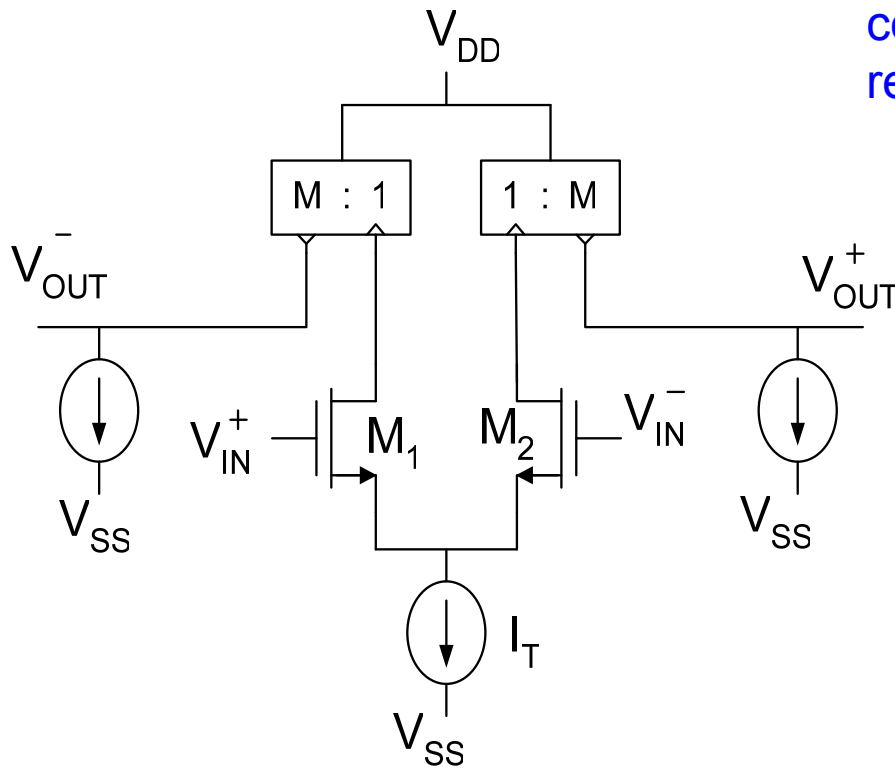 V_DD
M : 1
1 : M
V_OUT^-
V_OUT^+
V_IN^+
M_1
M_2
V_IN^-
V_SS
V_SS
I_T
V_SS